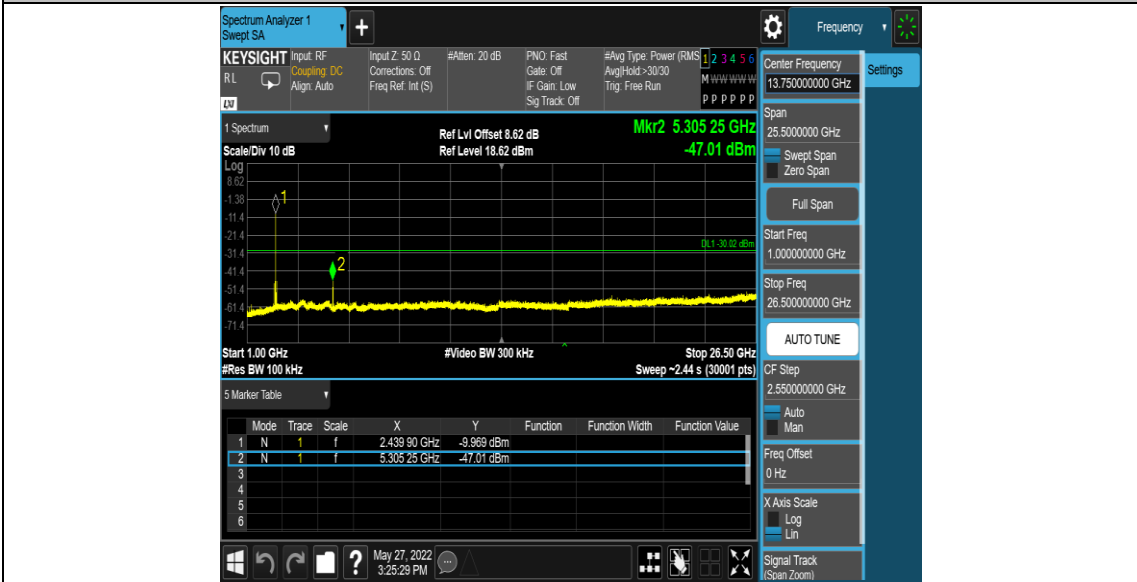 Spectrum Analyzer 1
Swept SA
+
Frequency
KEYSIGHT
RL
LXI
Input: RF
Coupling: DC
Align: Auto
Input Z: 50 Ω
Corrections: Off
Freq Ref: Int (S)
#Atten: 20 dB
PNO: Fast
Gate: Off
IF Gain: Low
Sig Track: Off
#Avg Type: Power (RMS
Avg|Hold:>30/30
Trig: Free Run
1 2 3 4 5 6
M W W W W W
P P P P P P
1 Spectrum
Scale/Div 10 dB
Log
Ref Lvl Offset 8.62 dB
Ref Level 18.62 dBm
Mkr2 5.305 25 GHz
-47.01 dBm
8.62
-1.38
-11.4
-21.4
-31.4
-41.4
-51.4
-61.4
-71.4
1
2
DL1 -30.02 dBm
Start 1.00 GHz
#Res BW 100 kHz
#Video BW 300 kHz
Stop 26.50 GHz
Sweep ~2.44 s (30001 pts)
5 Marker Table
Mode Trace Scale X Y Function Function Width Function Value
1 N 1 f 2.439 90 GHz -9.969 dBm
2 N 1 f 5.305 25 GHz -47.01 dBm
3
4
5
6
?
May 27, 2022
3:25:29 PM
Center Frequency
13.750000000 GHz
Settings
Span
25.5000000 GHz
Swept Span
Zero Span
Full Span
Start Freq
1.000000000 GHz
Stop Freq
26.500000000 GHz
AUTO TUNE
CF Step
2.550000000 GHz
Auto
Man
Freq Offset
0 Hz
X Axis Scale
Log
Lin
Signal Track
(Span Zoom)